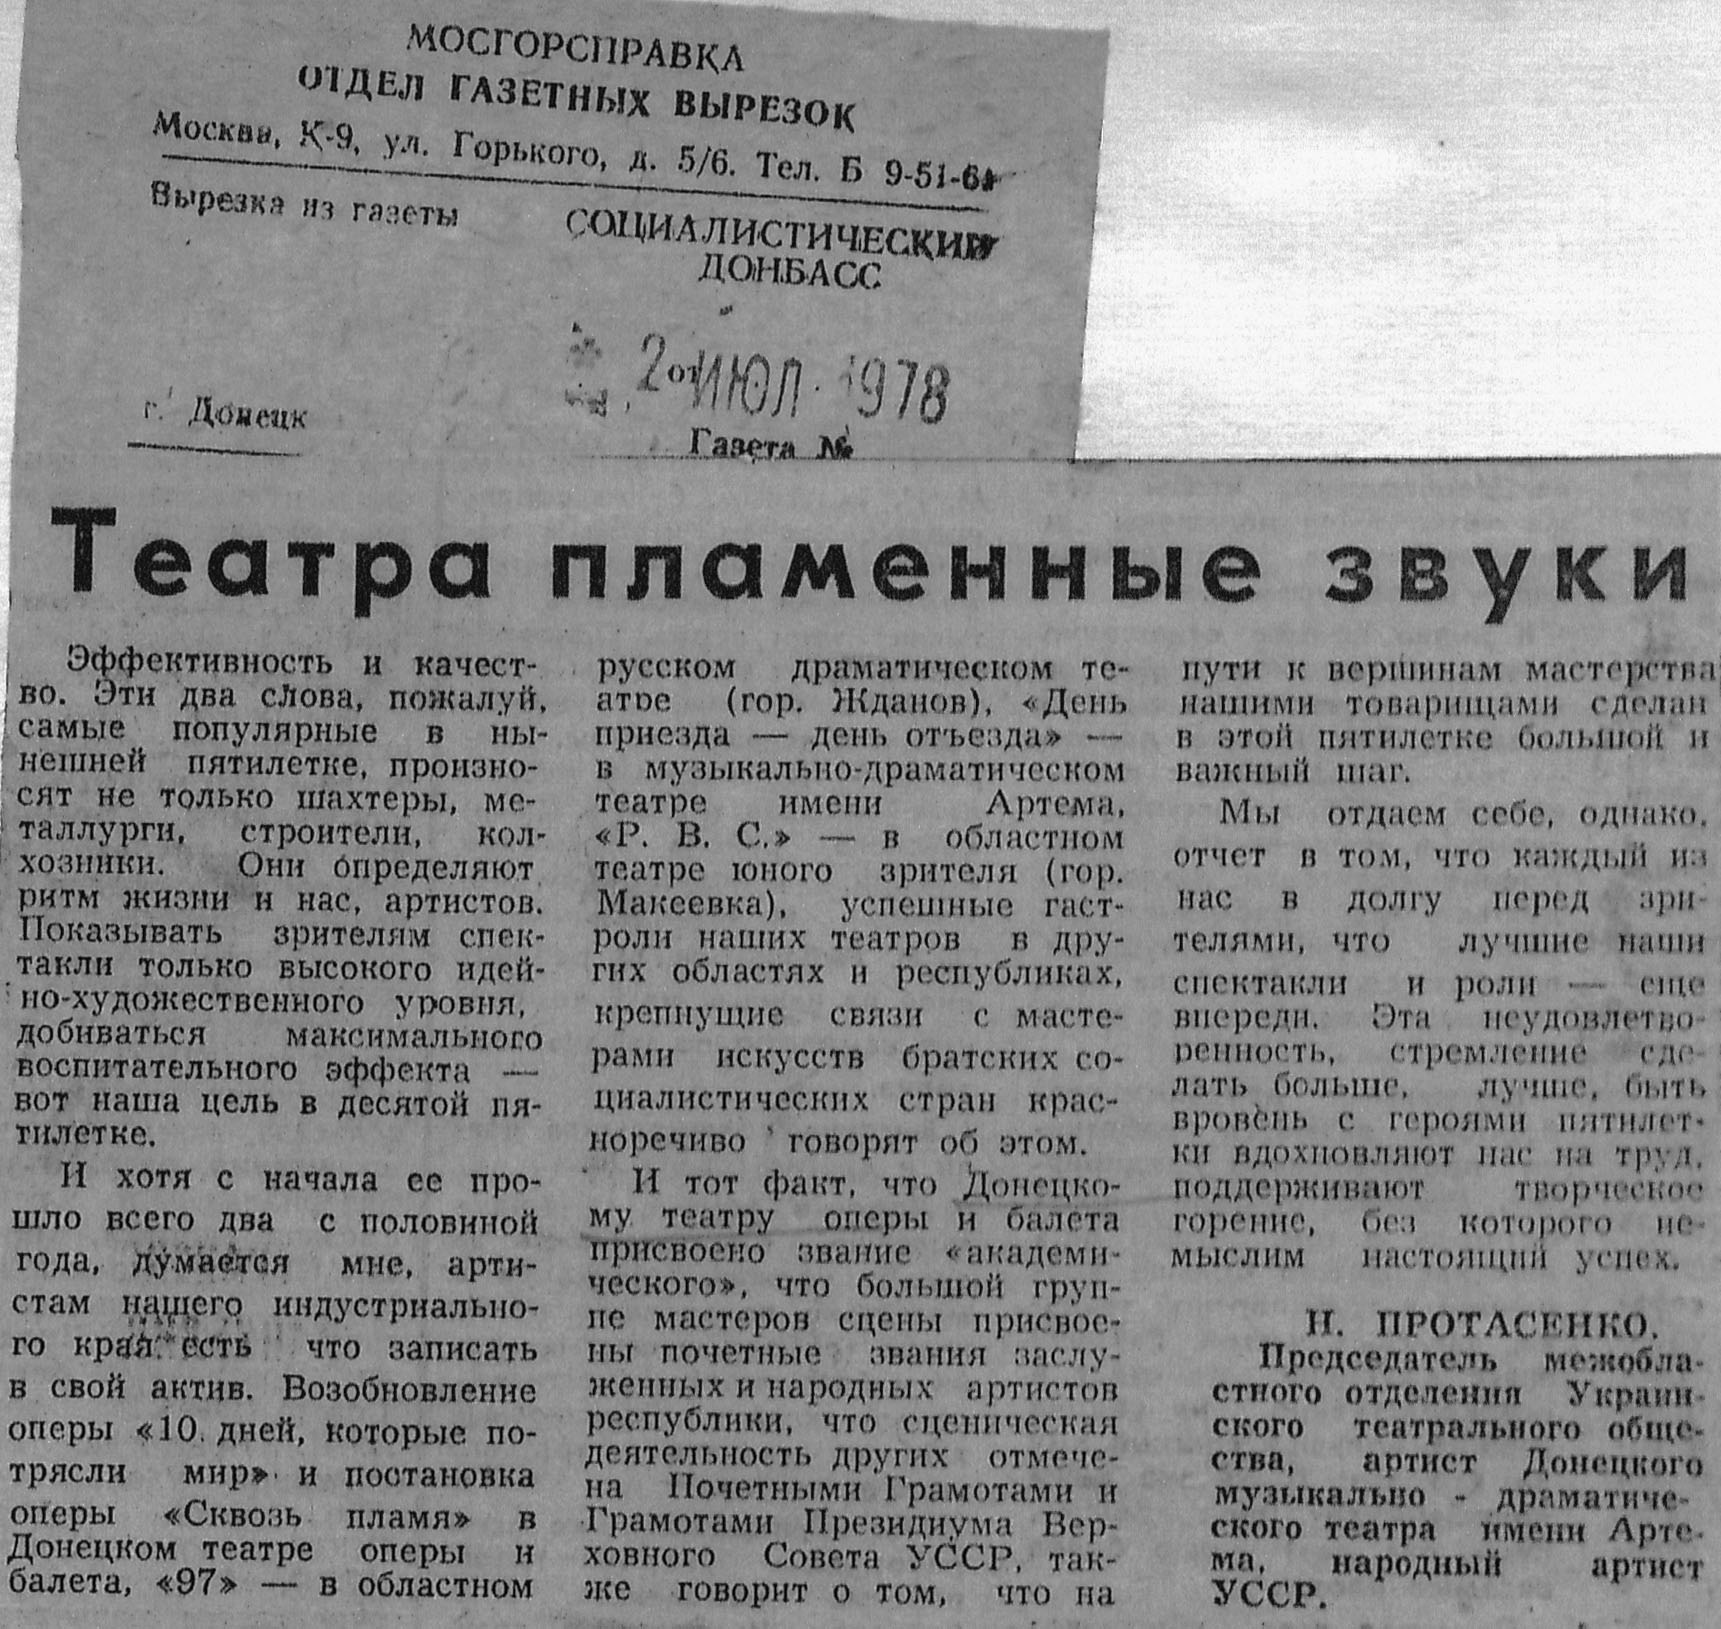 МОСГОРСПРАВКА
ОТДЕЛ ГАЗЕТНЫХ ВЫРЕЗОК
Москва, К-9, ул. Горького, д. 5/6. Тел. Б 9-51-61
Вырезка из газеты
СОЦИАЛИСТИЧЕСКИЙ
ДОНБАСС
2 от ИЮЛ. 1978
г. Донецк
Газета №
Театра пламенные звуки
Эффективность и качест-
во. Эти два слова, пожалуй,
самые популярные в ны-
нешней пятилетке, произно-
сят не только шахтеры, ме-
таллурги, строители, кол-
хозники. Они определяют
ритм жизни и нас, артистов.
Показывать зрителям спек-
такли только высокого идей-
но-художественного уровня,
добиваться максимального
воспитательного эффекта —
вот наша цель в десятой пя-
тилетке.
И хотя с начала ее про-
шло всего два с половиной
года, думается мне, арти-
стам нашего индустриально-
го края есть что записать
в свой актив. Возобновление
оперы «10 дней, которые по-
трясли мир» и постановка
оперы «Сквозь пламя» в
Донецком театре оперы и
балета, «97» — в областном
русском драматическом те-
атре (гор. Жданов), «День
приезда — день отъезда» —
в музыкально-драматическом
театре имени Артема,
«Р. В. С.» — в областном
театре юного зрителя (гор.
Макеевка), успешные гаст-
роли наших театров в дру-
гих областях и республиках,
крепнущие связи с масте-
рами искусств братских со-
циалистических стран крас-
норечиво говорят об этом.
И тот факт, что Донецко-
му театру оперы и балета
присвоено звание «академи-
ческого», что большой груп-
пе мастеров сцены присвое-
ны почетные звания заслу-
женных и народных артистов
республики, что сценическая
деятельность других отмече-
на Почетными Грамотами и
Грамотами Президиума Вер-
ховного Совета УССР, так-
же говорит о том, что на
пути к вершинам мастерства
нашими товарищами сделан
в этой пятилетке большой и
важный шаг.
Мы отдаем себе, однако,
отчет в том, что каждый из
нас в долгу перед зри-
телями, что лучшие наши
спектакли и роли — еще
впереди. Эта неудовлетво-
ренность, стремление сде-
лать больше, лучше, быть
вровень с героями пятилет-
ки вдохновляют нас на труд,
поддерживают творческое
горение, без которого не-
мыслим настоящий успех.
Н. ПРОТАСЕНКО.
Председатель межобла-
стного отделения Украин-
ского театрального обще-
ства, артист Донецкого
музыкально - драматиче-
ского театра имени Арте-
ма, народный артист
УССР.